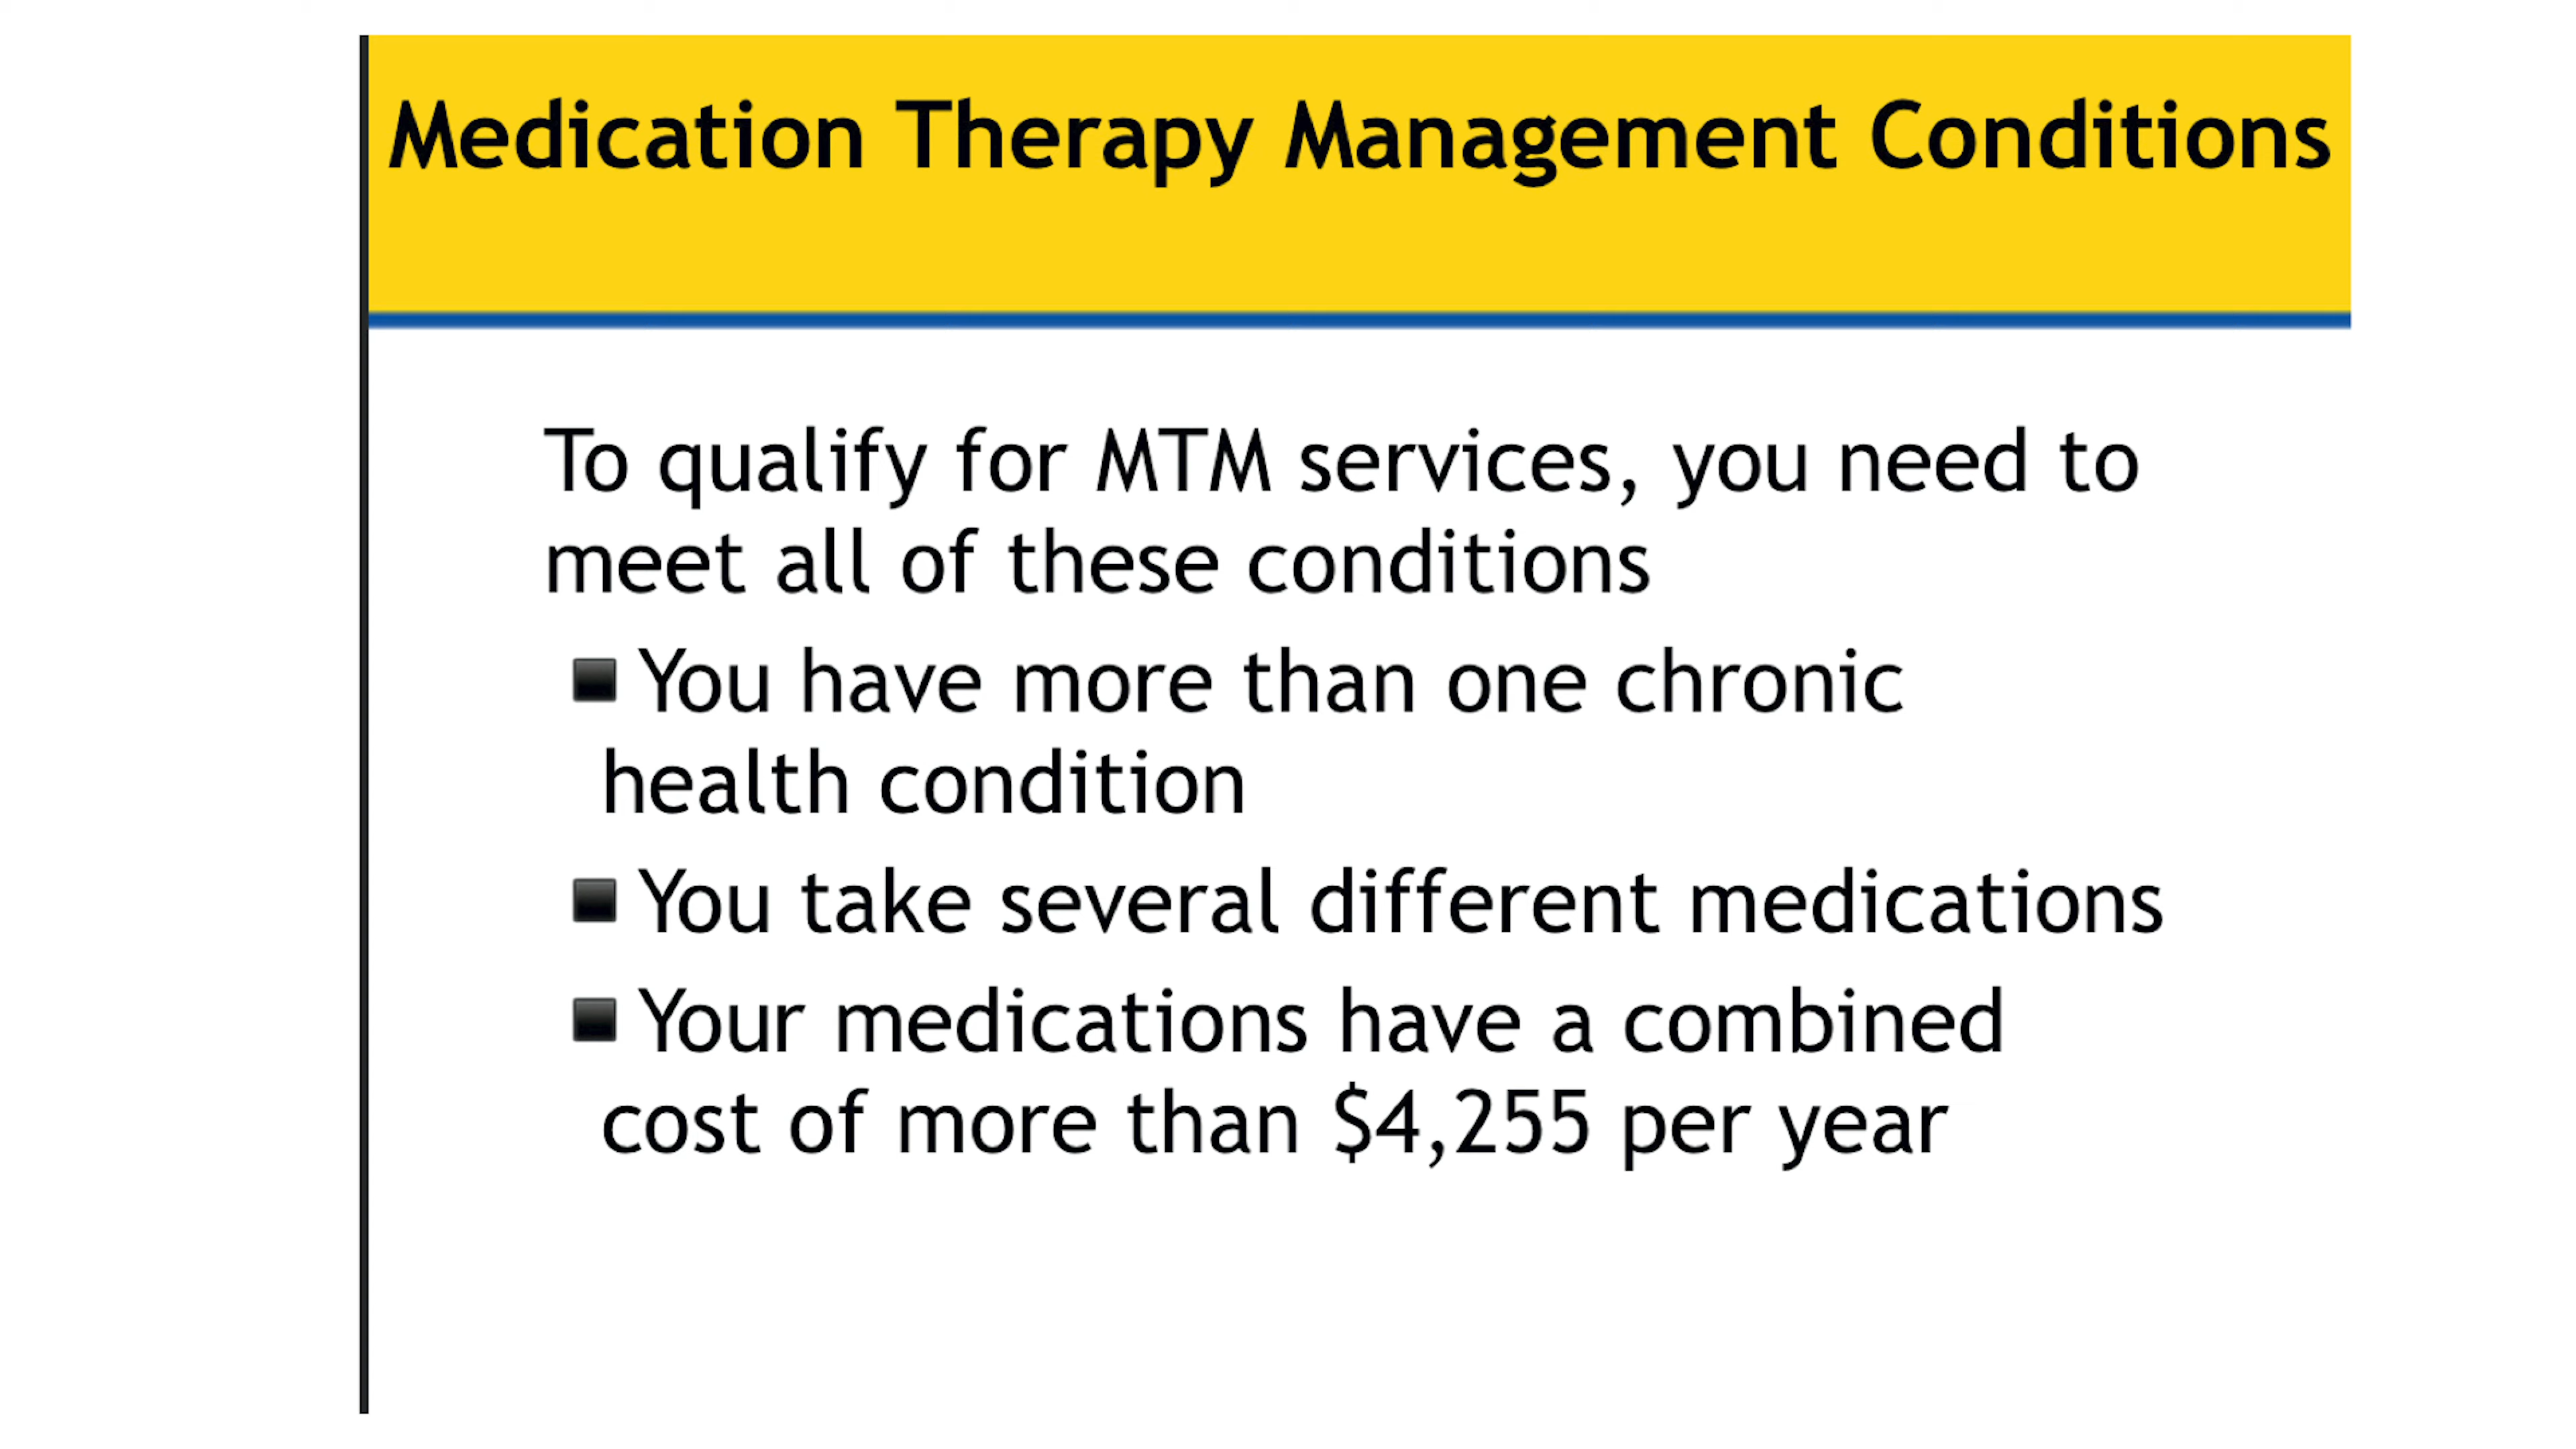 Medication Therapy Management Conditions
To qualify for MTM services, you need to
meet all of these conditions
■ You have more than one chronic
health condition
■ You take several different medications
■ Your medications have a combined
cost of more than $4,255 per year